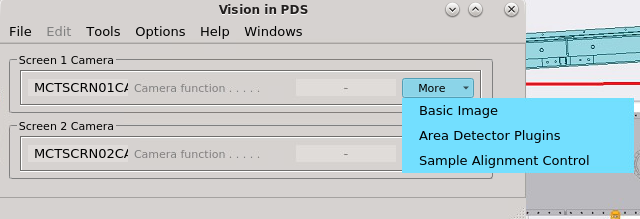 Vision in PDS
File Edit Tools Options Help Windows
Screen 1 Camera
MCTSCRN01CA Camera function . . . . . - More
Basic Image
Area Detector Plugins
Sample Alignment Control
Screen 2 Camera
MCTSCRN02CA Camera function . . . . . -